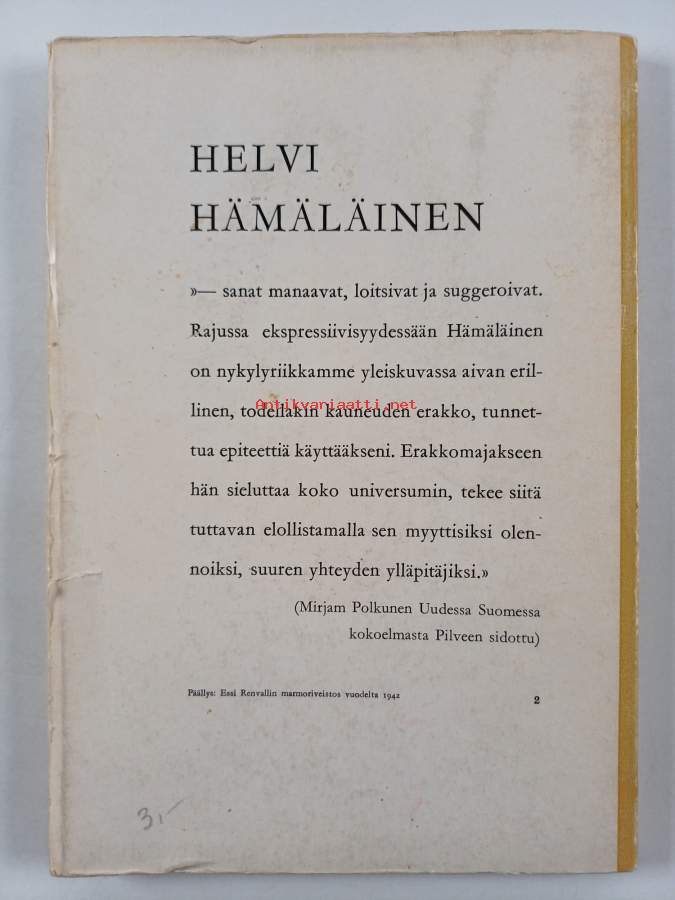 HELVI
HÄMÄLÄINEN
»— sanat manaavat, loitsivat ja suggeroivat.
Rajussa ekspressiivisyydessään Hämäläinen
on nykylyriikkamme yleiskuvassa aivan eril-
linen, todellakin kauneuden erakko, tunnet-
Antikvariaatti.net
tua epiteettiä käyttääkseni. Erakkomajakseen
hän sieluttaa koko universumin, tekee siitä
tuttavan elollistamalla sen myyttisiksi olen-
noiksi, suuren yhteyden ylläpitäjiksi.»
(Mirjam Polkunen Uudessa Suomessa
kokoelmasta Pilveen sidottu)
Päällys: Essi Renvallin marmoriveistos vuodelta 1942
2
3,-